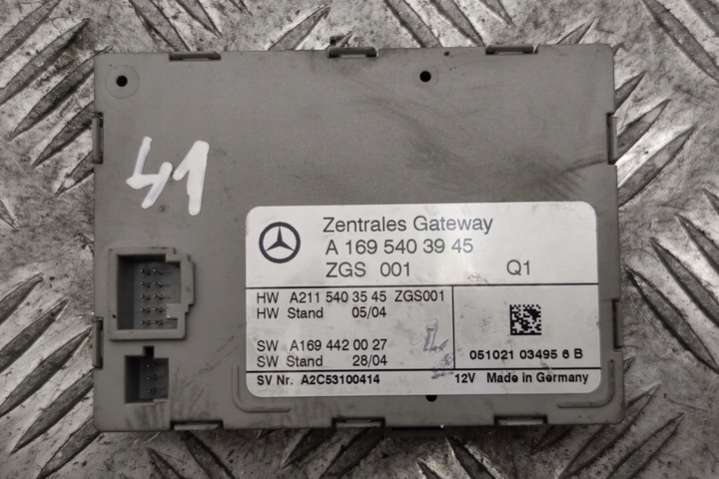 41
Zentrales Gateway
A 169 540 39 45
ZGS 001 Q1
HW A211 540 35 45 ZGS001
HW Stand 05/04
SW A169 442 00 27
SW Stand 28/04
051021 03495 6 B
SV Nr. A2C53100414 12V Made in Germany